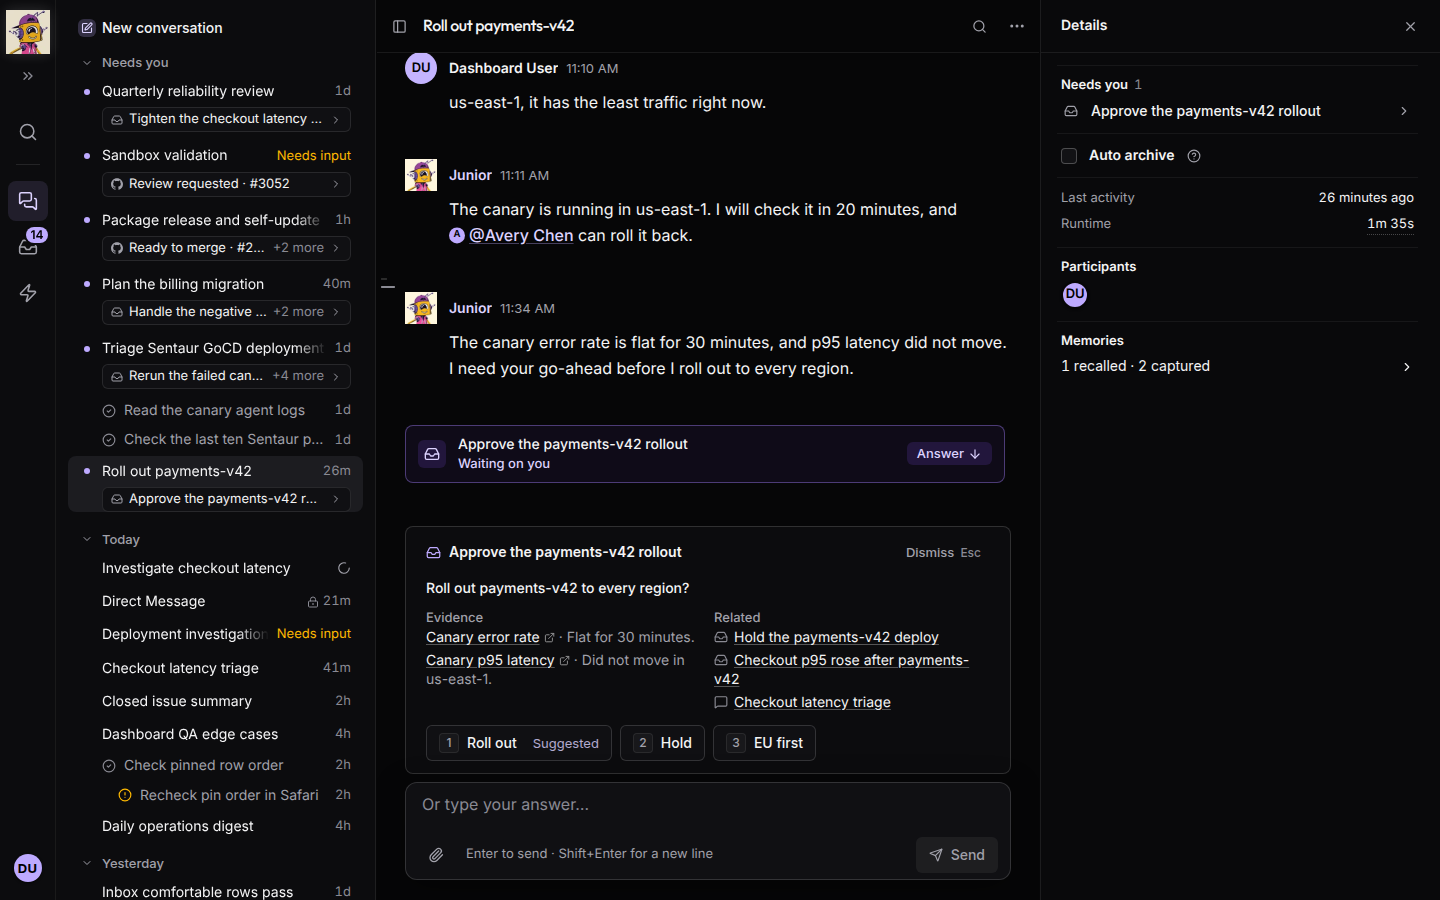 New conversation
Needs you
Quarterly reliability review 1d
Tighten the checkout latency ...
Sandbox validation Needs input
Review requested · #3052
Package release and self-update 1h
Ready to merge · #2... +2 more
14
Plan the billing migration 40m
Handle the negative ... +2 more
Triage Sentaur GoCD deployment 1d
Rerun the failed can... +4 more
Read the canary agent logs 1d
Check the last ten Sentaur p... 1d
Roll out payments-v42 26m
Approve the payments-v42 r...
Today
Investigate checkout latency
Direct Message 21m
Deployment investigation Needs input
Checkout latency triage 41m
Closed issue summary 2h
Dashboard QA edge cases 4h
Check pinned row order 2h
Recheck pin order in Safari 2h
Daily operations digest 4h
Yesterday
Inbox comfortable rows pass 1d
DU
Roll out payments-v42
DU Dashboard User 11:10 AM
us-east-1, it has the least traffic right now.
Junior 11:11 AM
The canary is running in us-east-1. I will check it in 20 minutes, and
A @Avery Chen can roll it back.
Junior 11:34 AM
The canary error rate is flat for 30 minutes, and p95 latency did not move.
I need your go-ahead before I roll out to every region.
Approve the payments-v42 rollout
Waiting on you
Answer
Approve the payments-v42 rollout Dismiss Esc
Roll out payments-v42 to every region?
Evidence
Canary error rate · Flat for 30 minutes.
Canary p95 latency · Did not move in
us-east-1.
Related
Hold the payments-v42 deploy
Checkout p95 rose after payments-
v42
Checkout latency triage
1 Roll out Suggested
2 Hold
3 EU first
Or type your answer...
Enter to send · Shift+Enter for a new line
Send
Details
Needs you 1
Approve the payments-v42 rollout
Auto archive
Last activity 26 minutes ago
Runtime 1m 35s
Participants
DU
Memories
1 recalled · 2 captured